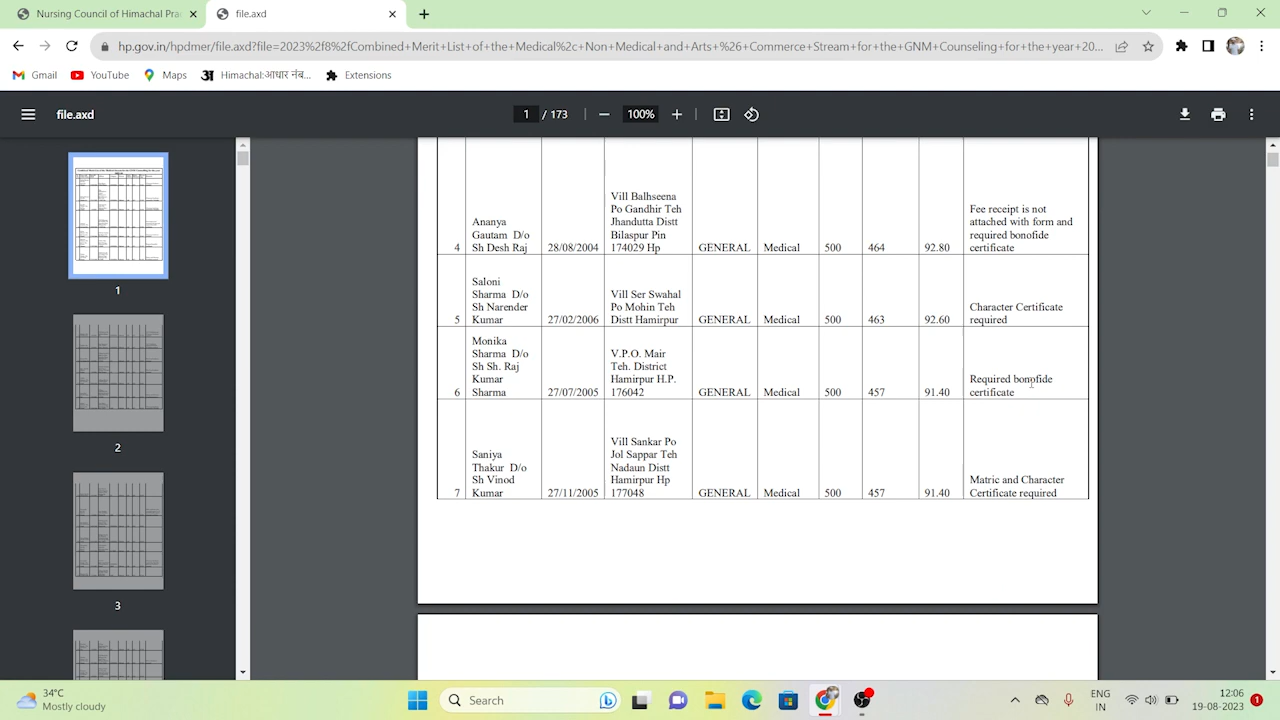 Nursing Council of Himachal Pra
file.axd
hp.gov.in/hpdmer/file.axd?file=2023%2f8%2fCombined+Merit+List+of+the+Medical%2c+Non+Medical+and+Arts+%26+Commerce+Stream+for+the+GNM+Counseling+for+the+year+20...
Gmail YouTube Maps Himachal:आधार नंब... Extensions
file.axd
1 / 173 100%
4 Ananya Gautam D/o Sh Desh Raj 28/08/2004 Vill Balhseena Po Gandhir Teh Jhandutta Distt Bilaspur Pin 174029 Hp GENERAL Medical 500 464 92.80 Fee receipt is not attached with form and required bonofide certificate
5 Saloni Sharma D/o Sh Narender Kumar 27/02/2006 Vill Ser Swahal Po Mohin Teh Distt Hamirpur GENERAL Medical 500 463 92.60 Character Certificate required
6 Monika Sharma D/o Sh Sh. Raj Kumar Sharma 27/07/2005 V.P.O. Mair Teh. District Hamirpur H.P. 176042 GENERAL Medical 500 457 91.40 Required bonofide certificate
7 Saniya Thakur D/o Sh Vinod Kumar 27/11/2005 Vill Sankar Po Jol Sappar Teh Nadaun Distt Hamirpur Hp 177048 GENERAL Medical 500 457 91.40 Matric and Character Certificate required
1
2
3
34°C
Mostly cloudy
Search
ENG
IN
12:06
19-08-2023
1